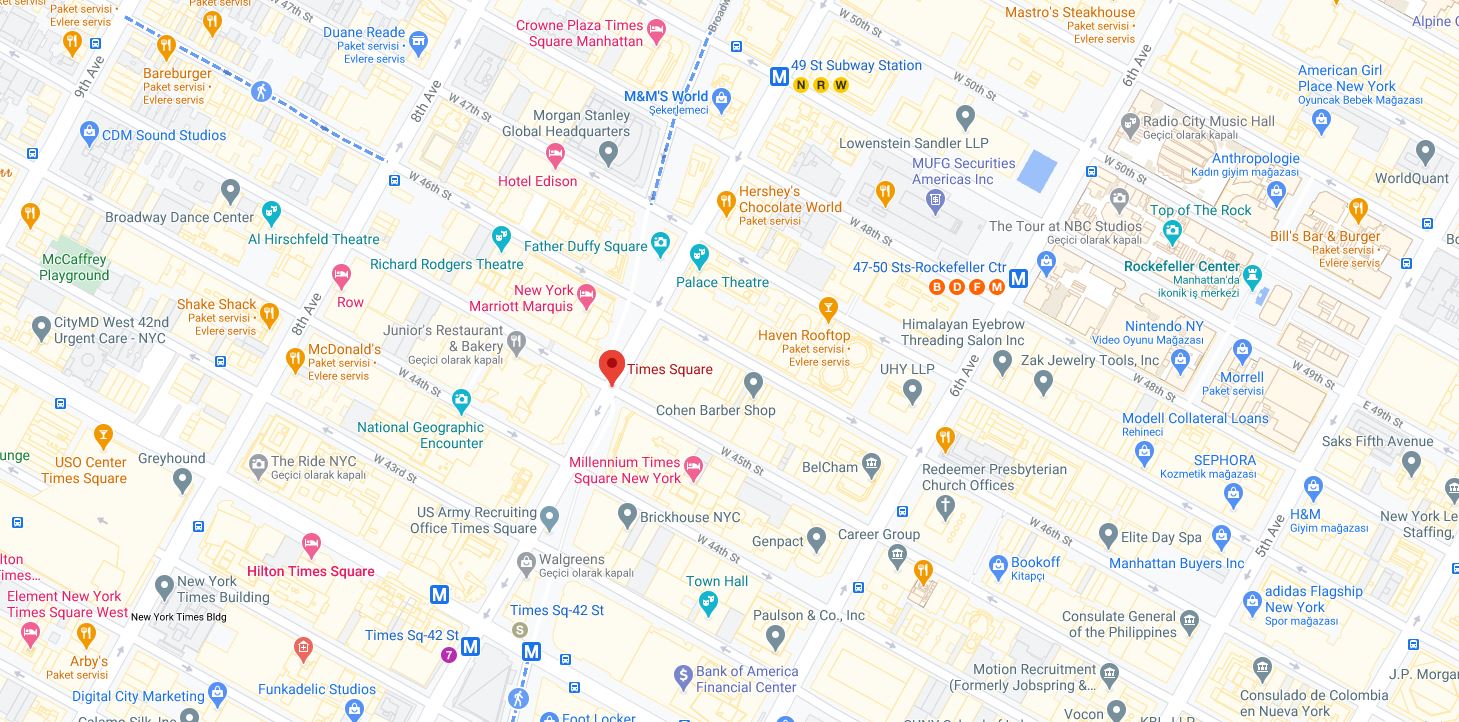 Paket servisi •
Evlere servis
W 47th St
9th Ave
Bareburger
Paket servisi •
Evlere servis
Duane Reade
Paket servisi •
Evlere servis
8th Ave
W 47th St
Crowne Plaza Times
Square Manhattan
M&M'S World
Şekerlemeci
Morgan Stanley
Global Headquarters
Hotel Edison
49 St Subway Station
N R W
W 50th St
W 50th St
Mastro's Steakhouse
Paket servisi •
Evlere servis
6th Ave
American Girl
Place New York
Oyuncak Bebek Mağazası
Radio City Music Hall
Geçici olarak kapalı
Lowenstein Sandler LLP
MUFG Securities
Americas Inc
Anthropologie
Kadın giyim mağazası
WorldQuant
W 50th St
CDM Sound Studios
Broadway Dance Center
Al Hirschfeld Theatre
W 46th St
Hershey's
Chocolate World
Paket servisi
W 48th St
The Tour at NBC Studios
Geçici olarak kapalı
Top of The Rock
Bill's Bar & Burger
Paket servisi •
Evlere servis
McCaffrey
Playground
Richard Rodgers Theatre
Father Duffy Square
Palace Theatre
47-50 Sts-Rockefeller Ctr
B D F M
Rockefeller Center
Manhattan'da
ikonik iş merkezi
Row
New York
Marriott Marquis
Shake Shack
Paket servisi •
Evlere servis
8th Ave
CityMD West 42nd
Urgent Care - NYC
Junior's Restaurant
& Bakery
Geçici olarak kapalı
Haven Rooftop
Paket servisi •
Evlere servis
Himalayan Eyebrow
Threading Salon Inc
Nintendo NY
Video Oyunu Mağazası
W 49th St
McDonald's
Paket servisi •
Evlere servis
W 44th St
Times Square
UHY LLP
6th Ave
Zak Jewelry Tools, Inc
W 48th St
Morrell
Paket servisi
Cohen Barber Shop
National Geographic
Encounter
Modell Collateral Loans
Rehineci
E 49th St
Saks Fifth Avenue
USO Center
Times Square
Greyhound
The Ride NYC
Geçici olarak kapalı
W 43rd St
Millennium Times
Square New York
W 45th St
BelCham
Redeemer Presbyterian
Church Offices
SEPHORA
Kozmetik mağazası
US Army Recruiting
Office Times Square
Brickhouse NYC
W 44th St
Genpact
Career Group
W 46th St
Elite Day Spa
Manhattan Buyers Inc
H&M
Giyim mağazası
5th Ave
Hilton Times Square
Walgreens
Geçici olarak kapalı
Bookoff
Kitapçı
New York
Times Building
New York Times Bldg
Element New York
Times Square West
Town Hall
Times Sq-42 St
S
Paulson & Co., Inc
Consulate General
of the Philippines
adidas Flagship
New York
Spor mağazası
Arby's
Paket servisi
Times Sq-42 St
7
Bank of America
Financial Center
Motion Recruitment
(Formerly Jobspring &...
J.P. Morga
Digital City Marketing
Funkadelic Studios
Foot Locker
Vocon
Consulado de Colombia
en Nueva York